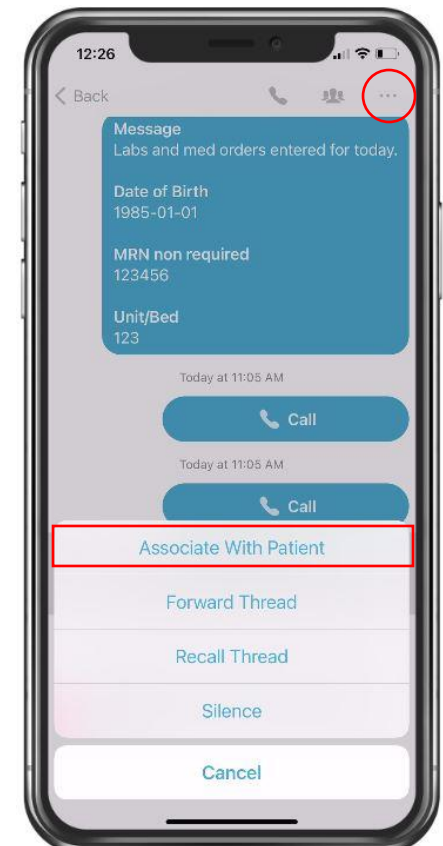 12:26
Back
Message
Labs and med orders entered for today.
Date of Birth
1985-01-01
MRN non required
123456
Unit/Bed
123
Today at 11:05 AM
Call
Today at 11:05 AM
Call
Associate With Patient
Forward Thread
Recall Thread
Silence
Cancel